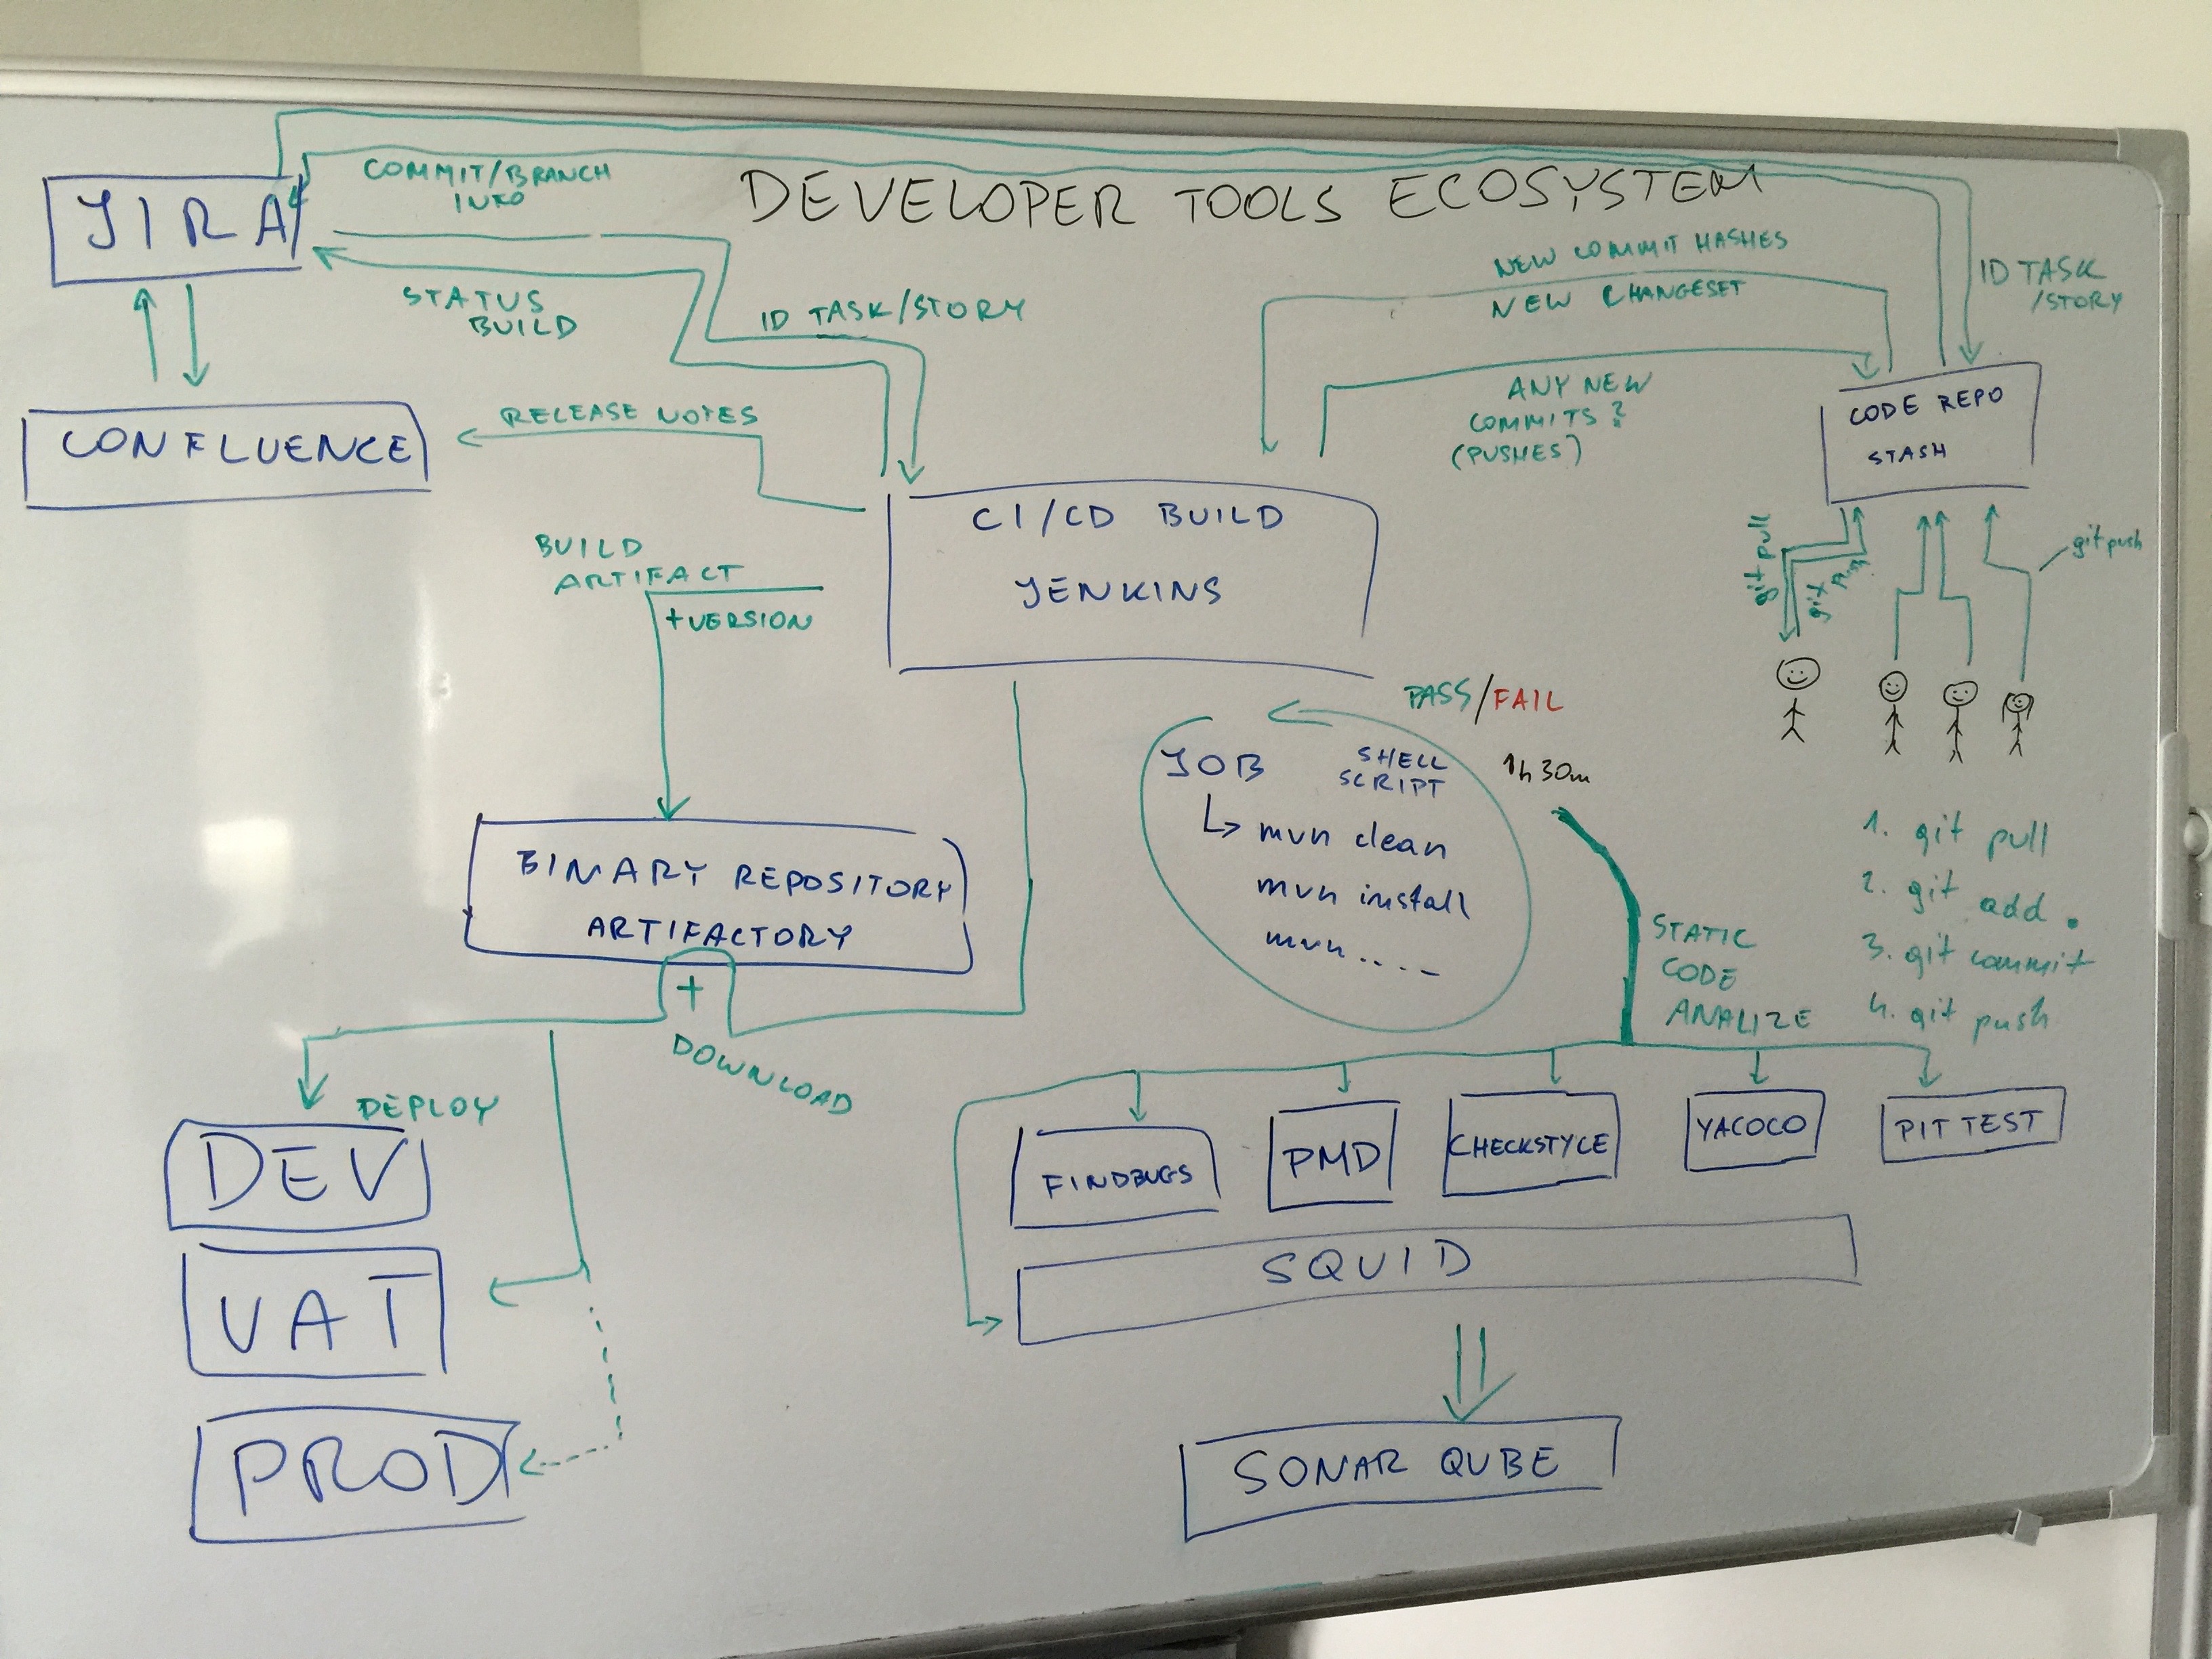 DEVELOPER TOOLS ECOSYSTEM
JIRA
COMMIT/BRANCH
INFO
STATUS
BUILD
ID TASK/STORY
NEW COMMIT HASHES
NEW CHANGESET
ID TASK
/STORY
ANY NEW
COMMITS?
(PUSHES)
CODE REPO
STASH
CONFLUENCE
RELEASE NOTES
CI/CD BUILD
JENKINS
BUILD
ARTIFACT
+VERSION
git pull
git push
git push
PASS/FAIL
JOB
SHELL
SCRIPT
1h 30m
mvn clean
mvn install
mvn ....
1. git pull
2. git add .
3. git commit
4. git push
BINARY REPOSITORY
ARTIFACTORY
+
DOWNLOAD
DEPLOY
STATIC
CODE
ANALIZE
DEV
UAT
PROD
FINDBUGS
PMD
CHECKSTYLE
YACOCO
PIT TEST
SQUID
SONAR QUBE